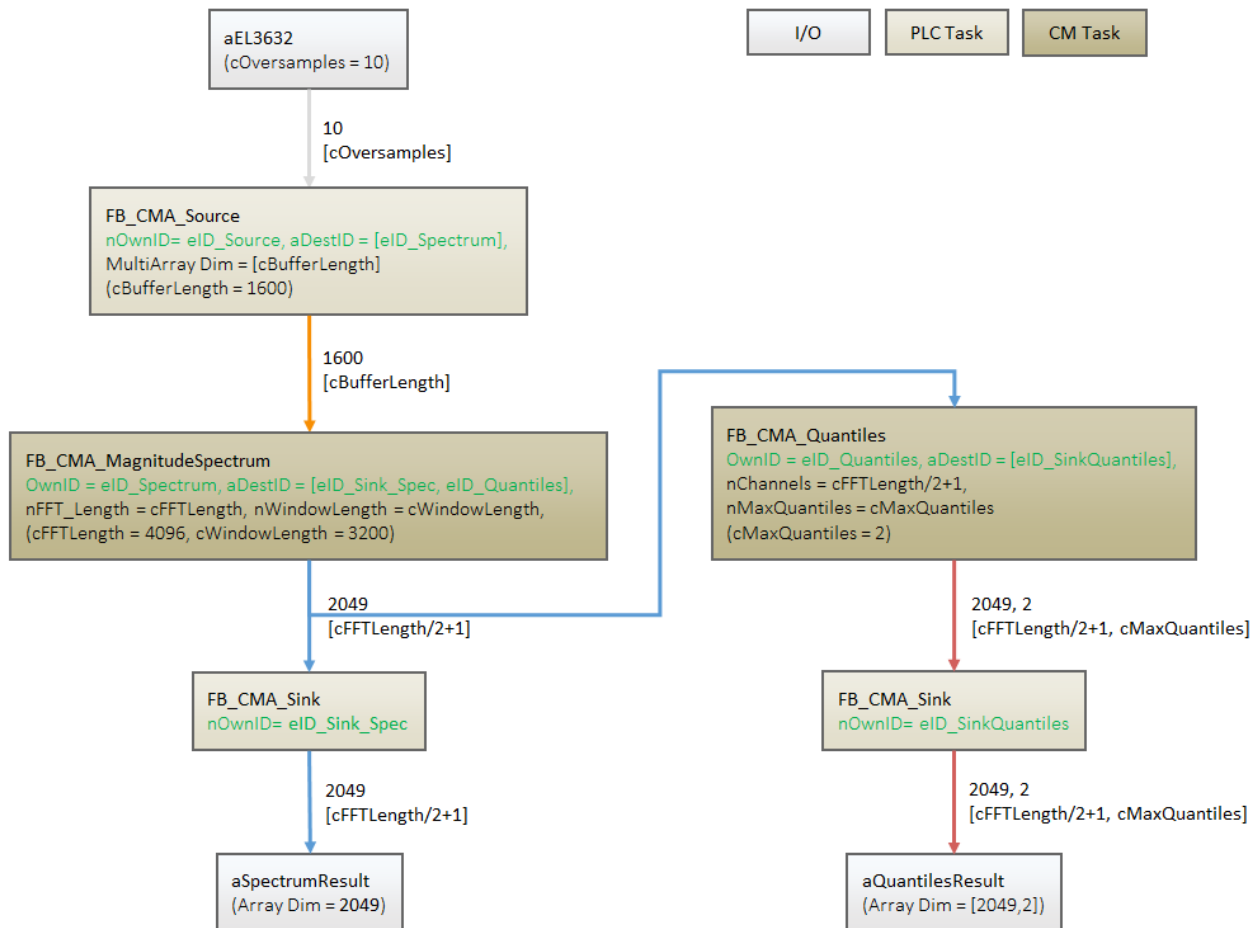 aEL3632
(cOversamples = 10)
I/O
PLC Task
CM Task
10
[cOversamples]
FB_CMA_Source
nOwnID= eID_Source, aDestID = [eID_Spectrum],
MultiArray Dim = [cBufferLength]
(cBufferLength = 1600)
1600
[cBufferLength]
FB_CMA_MagnitudeSpectrum
OwnID = eID_Spectrum, aDestID = [eID_Sink_Spec, eID_Quantiles],
nFFT_Length = cFFTLength, nWindowLength = cWindowLength,
(cFFTLength = 4096, cWindowLength = 3200)
FB_CMA_Quantiles
OwnID = eID_Quantiles, aDestID = [eID_SinkQuantiles],
nChannels = cFFTLength/2+1,
nMaxQuantiles = cMaxQuantiles
(cMaxQuantiles = 2)
2049
[cFFTLength/2+1]
2049, 2
[cFFTLength/2+1, cMaxQuantiles]
FB_CMA_Sink
nOwnID= eID_Sink_Spec
FB_CMA_Sink
nOwnID= eID_SinkQuantiles
2049
[cFFTLength/2+1]
2049, 2
[cFFTLength/2+1, cMaxQuantiles]
aSpectrumResult
(Array Dim = 2049)
aQuantilesResult
(Array Dim = [2049,2])